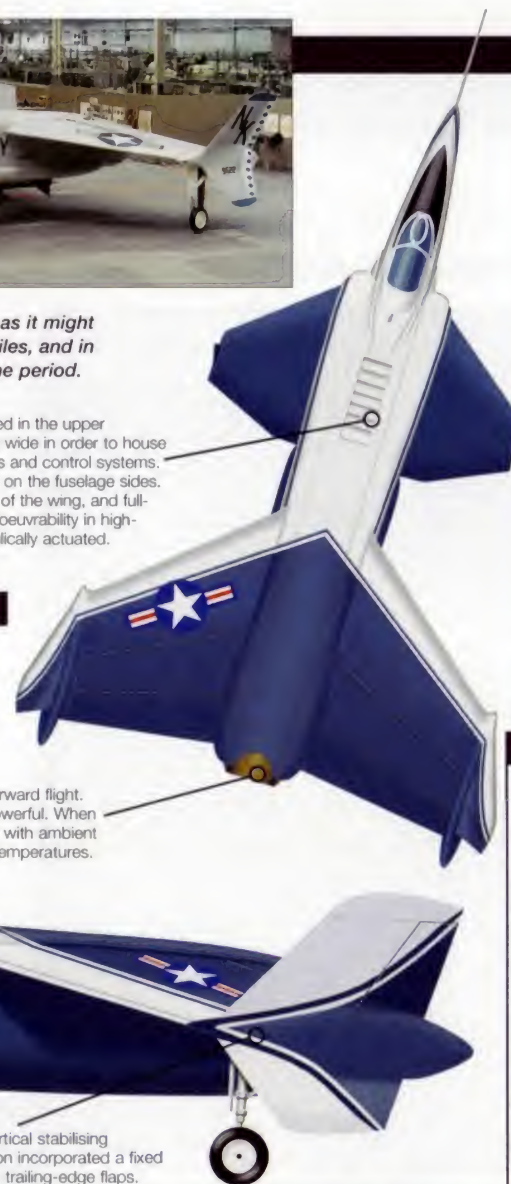 as it might
iles, and in
ne period.
ed in the upper
wide in order to house
s and control systems.
on the fuselage sides.
of the wing, and full-
oeuvrability in high-
lically actuated.
rward flight.
owerful. When
with ambient
emperatures.
rtical stabilising
on incorporated a fixed
trailing-edge flaps.